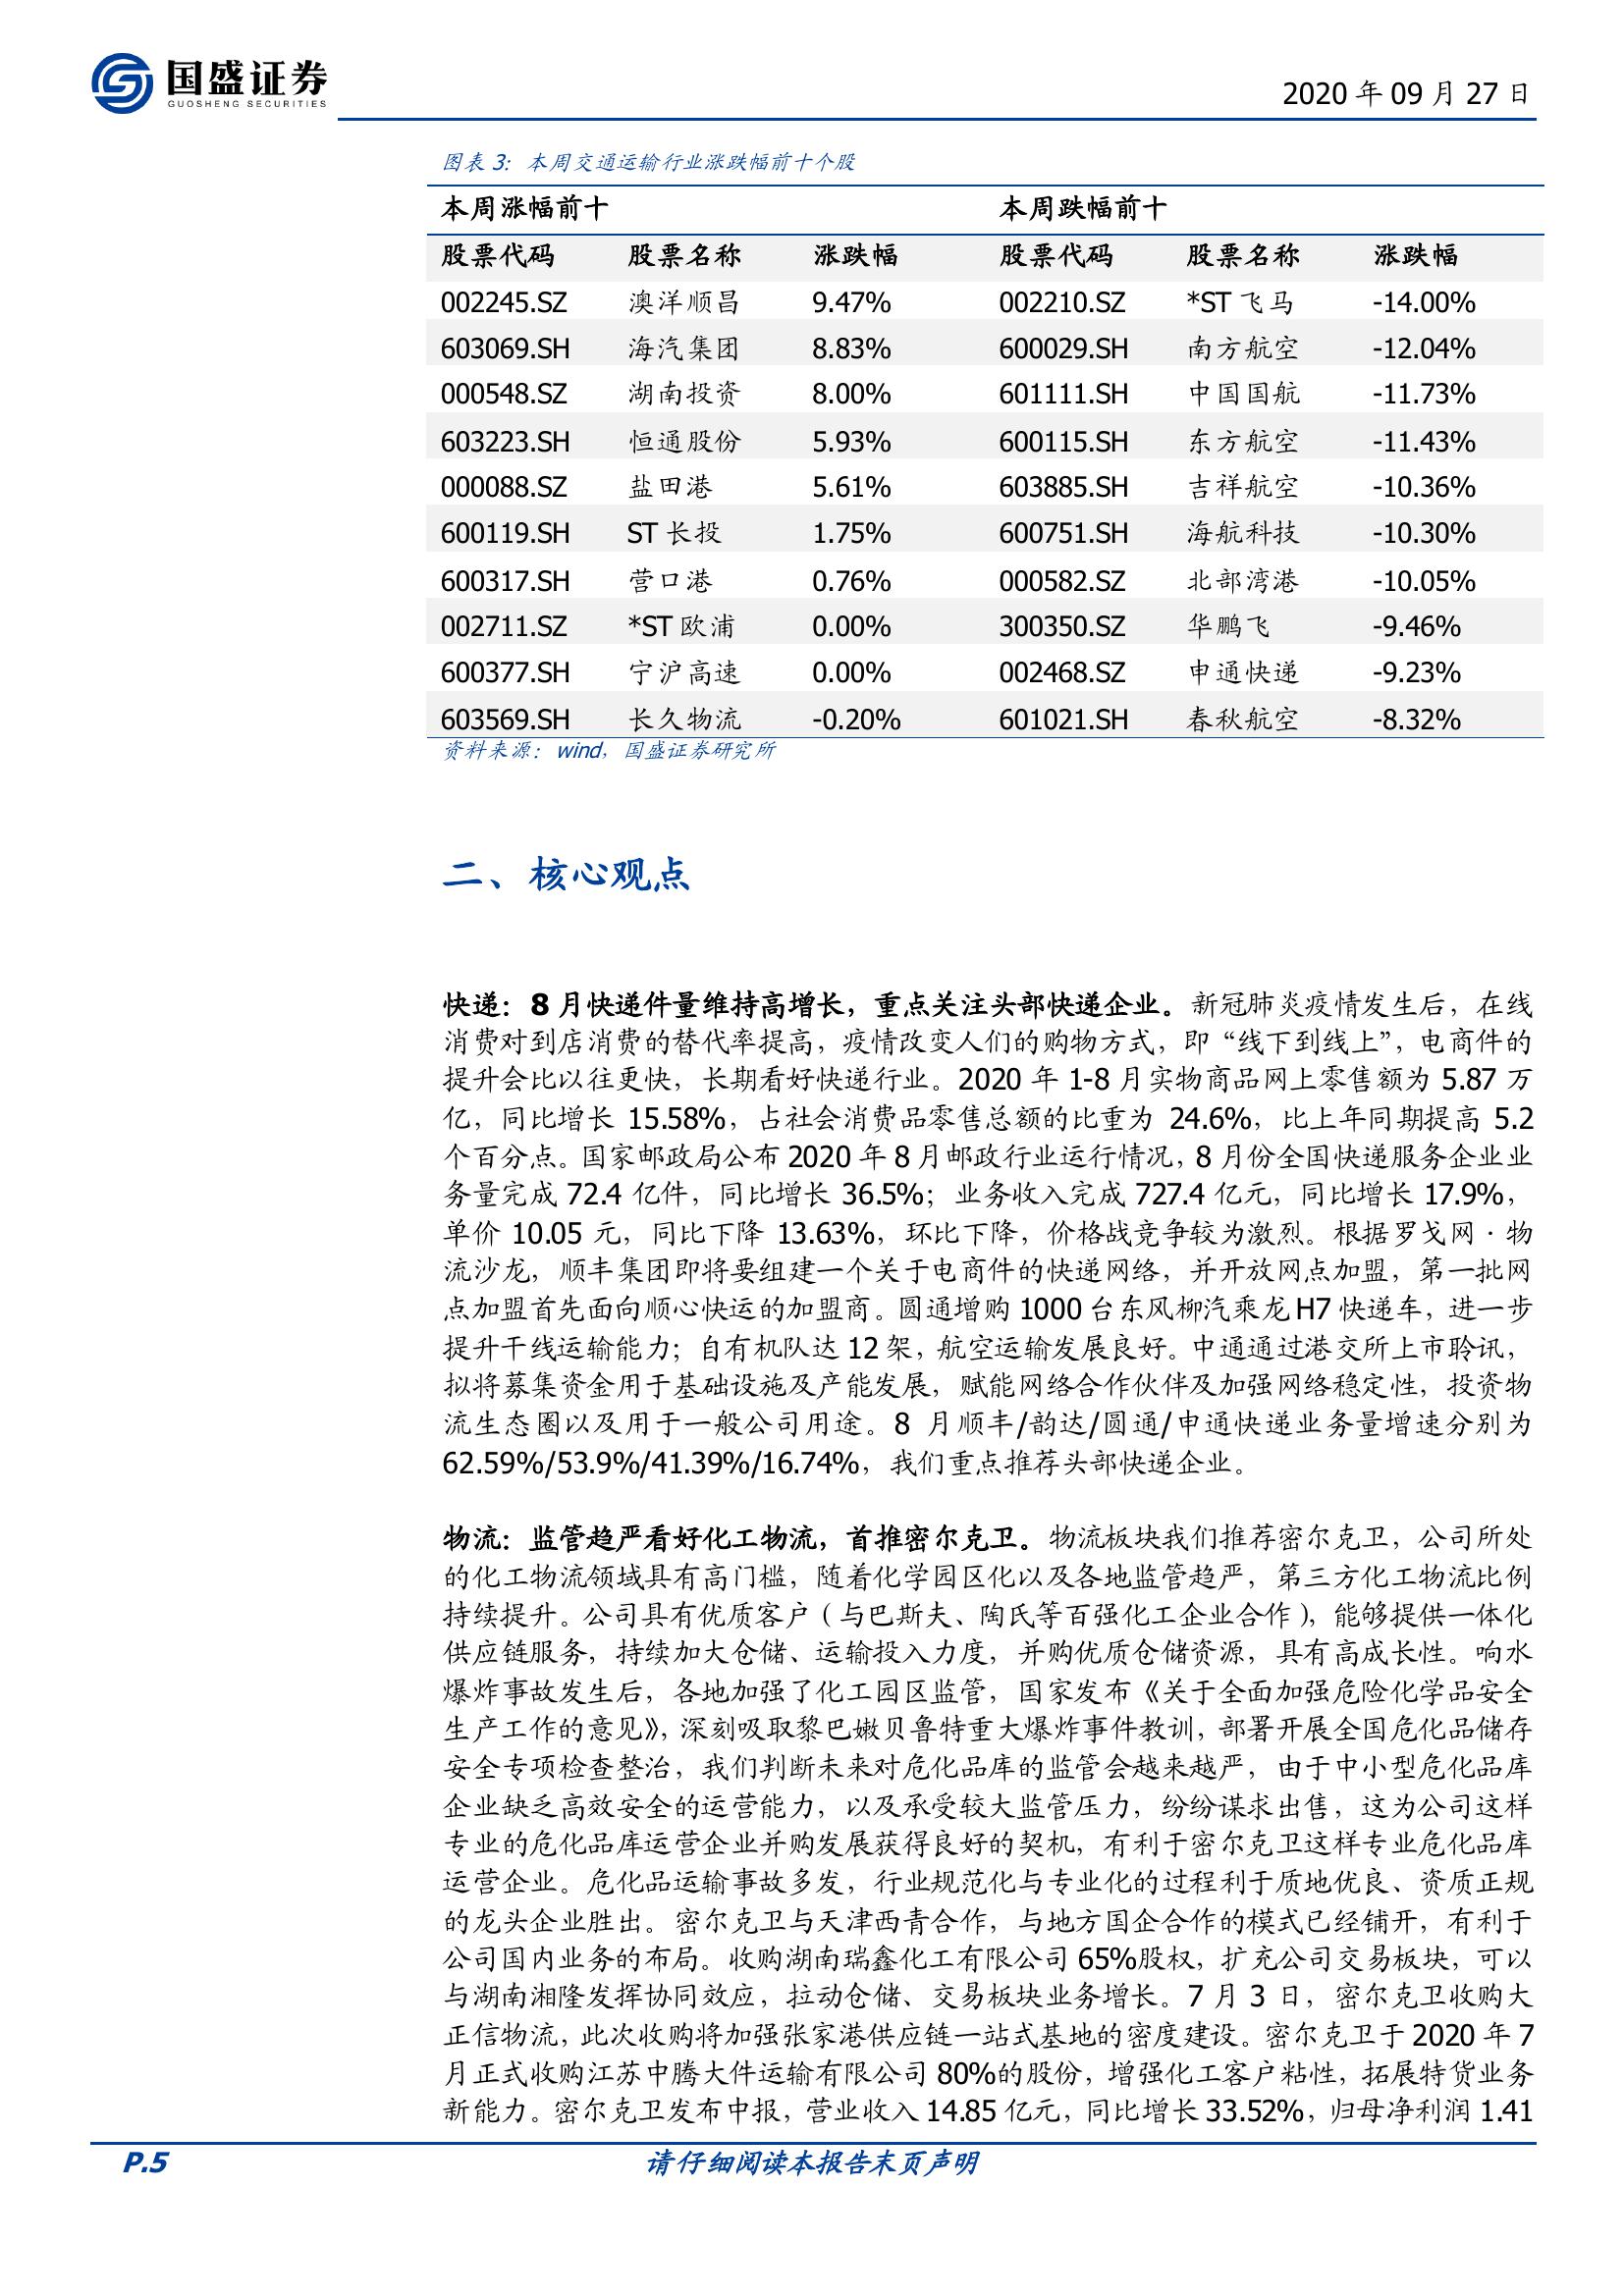 国盛证券
GUOSHENG SECURITIES
2020 年 09 月 27 日
图表 3：本周交通运输行业涨跌幅前十个股
本周涨幅前十 本周跌幅前十
股票代码 股票名称 涨跌幅 股票代码 股票名称 涨跌幅
002245.SZ 澳洋顺昌 9.47% 002210.SZ *ST 飞马 -14.00%
603069.SH 海汽集团 8.83% 600029.SH 南方航空 -12.04%
000548.SZ 湖南投资 8.00% 601111.SH 中国国航 -11.73%
603223.SH 恒通股份 5.93% 600115.SH 东方航空 -11.43%
000088.SZ 盐田港 5.61% 603885.SH 吉祥航空 -10.36%
600119.SH ST 长投 1.75% 600751.SH 海航科技 -10.30%
600317.SH 营口港 0.76% 000582.SZ 北部湾港 -10.05%
002711.SZ *ST 欧浦 0.00% 300350.SZ 华鹏飞 -9.46%
600377.SH 宁沪高速 0.00% 002468.SZ 申通快递 -9.23%
603569.SH 长久物流 -0.20% 601021.SH 春秋航空 -8.32%
资料来源：wind，国盛证券研究所
二、核心观点
快递：8 月快递件量维持高增长，重点关注头部快递企业。新冠肺炎疫情发生后，在线
消费对到店消费的替代率提高，疫情改变人们的购物方式，即“线下到线上”，电商件的
提升会比以往更快，长期看好快递行业。2020 年 1-8 月实物商品网上零售额为 5.87 万
亿，同比增长 15.58%，占社会消费品零售总额的比重为 24.6%，比上年同期提高 5.2
个百分点。国家邮政局公布 2020 年 8 月邮政行业运行情况，8 月份全国快递服务企业业
务量完成 72.4 亿件，同比增长 36.5%；业务收入完成 727.4 亿元，同比增长 17.9%，
单价 10.05 元，同比下降 13.63%，环比下降，价格战竞争较为激烈。根据罗戈网·物
流沙龙，顺丰集团即将要组建一个关于电商件的快递网络，并开放网点加盟，第一批网
点加盟首先面向顺心快运的加盟商。圆通增购 1000 台东风柳汽乘龙 H7 快递车，进一步
提升干线运输能力；自有机队达 12 架，航空运输发展良好。中通通过港交所上市聆讯，
拟将募集资金用于基础设施及产能发展，赋能网络合作伙伴及加强网络稳定性，投资物
流生态圈以及用于一般公司用途。8 月顺丰/韵达/圆通/申通快递业务量增速分别为
62.59%/53.9%/41.39%/16.74%，我们重点推荐头部快递企业。
物流：监管趋严看好化工物流，首推密尔克卫。物流板块我们推荐密尔克卫，公司所处
的化工物流领域具有高门槛，随着化学园区化以及各地监管趋严，第三方化工物流比例
持续提升。公司具有优质客户（与巴斯夫、陶氏等百强化工企业合作），能够提供一体化
供应链服务，持续加大仓储、运输投入力度，并购优质仓储资源，具有高成长性。响水
爆炸事故发生后，各地加强了化工园区监管，国家发布《关于全面加强危险化学品安全
生产工作的意见》，深刻吸取黎巴嫩贝鲁特重大爆炸事件教训，部署开展全国危化品储存
安全专项检查整治，我们判断未来对危化品库的监管会越来越严，由于中小型危化品库
企业缺乏高效安全的运营能力，以及承受较大监管压力，纷纷谋求出售，这为公司这样
专业的危化品库运营企业并购发展获得良好的契机，有利于密尔克卫这样专业危化品库
运营企业。危化品运输事故多发，行业规范化与专业化的过程利于质地优良、资质正规
的龙头企业胜出。密尔克卫与天津西青合作，与地方国企合作的模式已经铺开，有利于
公司国内业务的布局。收购湖南瑞鑫化工有限公司 65%股权，扩充公司交易板块，可以
与湖南湘隆发挥协同效应，拉动仓储、交易板块业务增长。7 月 3 日，密尔克卫收购大
正信物流，此次收购将加强张家港供应链一站式基地的密度建设。密尔克卫于 2020 年 7
月正式收购江苏中腾大件运输有限公司 80%的股份，增强化工客户粘性，拓展特货业务
新能力。密尔克卫发布中报，营业收入 14.85 亿元，同比增长 33.52%，归母净利润 1.41
P.5 请仔细阅读本报告末页声明